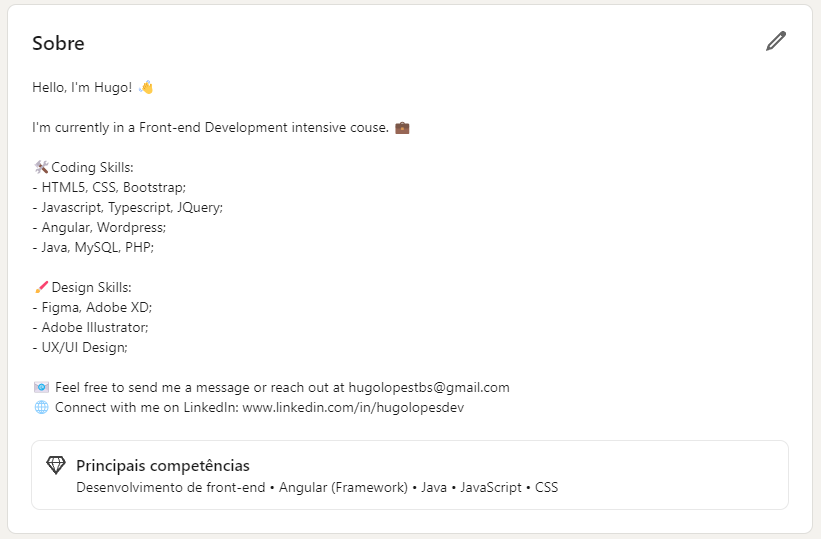 Sobre
Hello, I'm Hugo! 👋
I'm currently in a Front-end Development intensive couse. 💼
🛠Coding Skills:
- HTML5, CSS, Bootstrap;
- Javascript, Typescript, JQuery;
- Angular, Wordpress;
- Java, MySQL, PHP;
🖌Design Skills:
- Figma, Adobe XD;
- Adobe Illustrator;
- UX/UI Design;
📧 Feel free to send me a message or reach out at hugolopestbs@gmail.com
🌐 Connect with me on LinkedIn: www.linkedin.com/in/hugolopesdev
Principais competências
Desenvolvimento de front-end • Angular (Framework) • Java • JavaScript • CSS